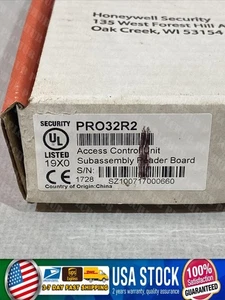 Honeywell Security
135 West Forest Hill A
Oak Creek, WI 53154
SECURITY
UL
LISTED
19X0
CE
PRO32R2
Access Control Unit
Subassembly Reader Board
S/N:
1728 SZ100717000660
Country of Origin:China
USA STOCK
100%
Satisfaction